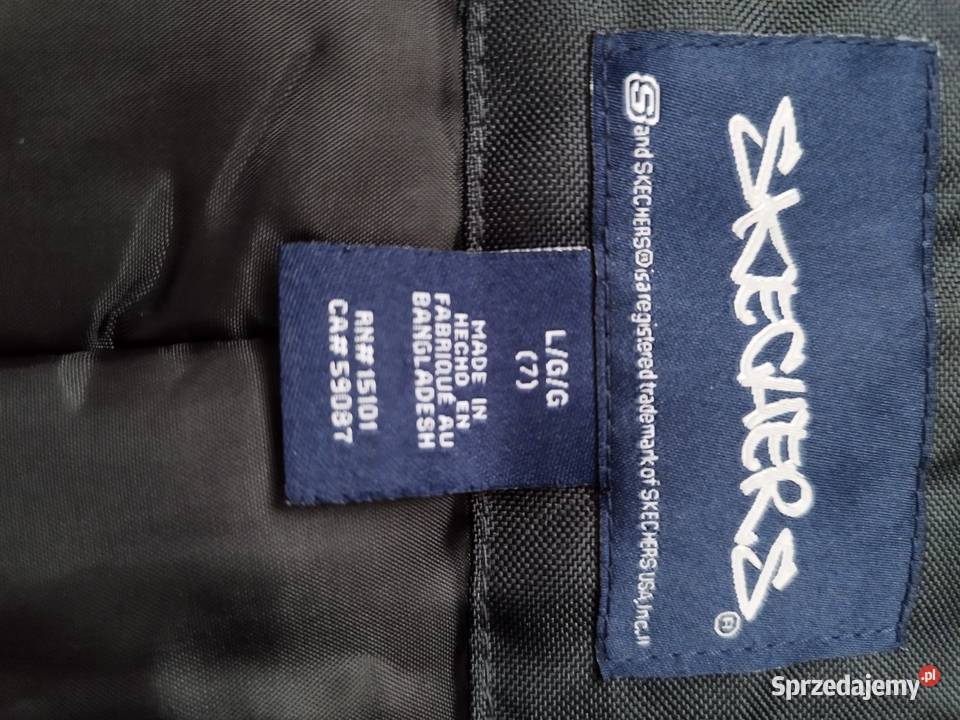 SKECHERS®
S and SKECHERS® is a registered trademark of SKECHERS USA, Inc. II
L/G/G
(7)
MADE IN
HECHO EN
FABRIQUÉ AU
BANGLADESH
RN# 15101
CA# 59087
Sprzedajemy.pl